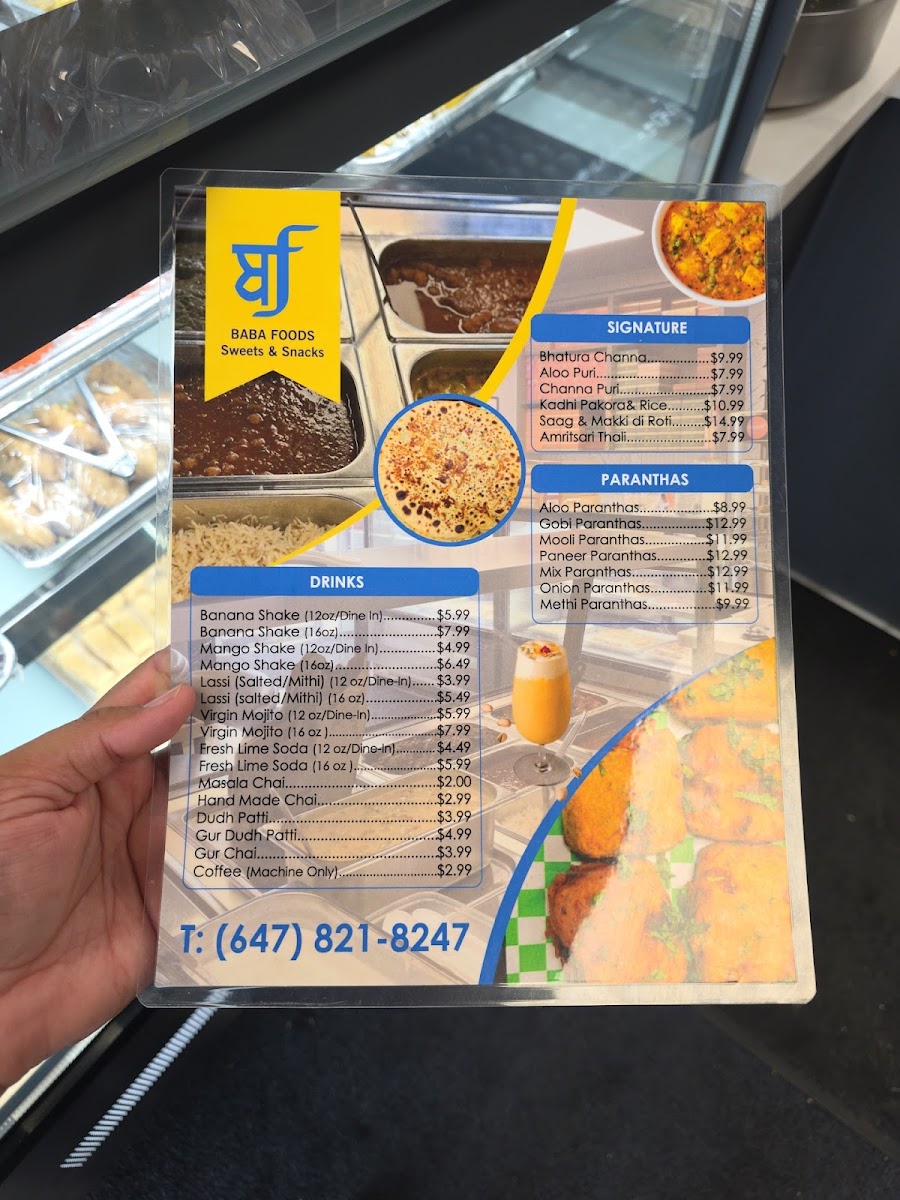 BABA FOODS
Sweets & Snacks
SIGNATURE
Bhatura Channa..................$9.99
Aloo Puri..................$7.99
Channa Puri..................$7.99
Kadhi Pakora& Rice.........$10.99
Saag & Makki di Roti........$14.99
Amritsari Thali.....................$7.99
PARANTHAS
Aloo Paranthas...................$8.99
Gobi Paranthas................$12.99
Mooli Paranthas...............$11.99
Paneer Paranthas............$12.99
Mix Paranthas..................$12.99
Onion Paranthas..............$11.99
Methi Paranthas.................$9.99
DRINKS
Banana Shake (12oz/Dine In).............$5.99
Banana Shake (16oz)........................$7.99
Mango Shake (12oz/Dine In)..............$4.99
Mango Shake (16oz).........................$6.49
Lassi (Salted/Mithi) (12 oz/Dine-In)......$3.99
Lassi (salted/Mithi) (16 oz)..................$5.49
Virgin Mojito (12 oz/Dine-In).................$5.99
Virgin Mojito (16 oz )...........................$7.99
Fresh Lime Soda (12 oz/Dine-In)..........$4.49
Fresh Lime Soda (16 oz )....................$5.99
Masala Chai.....................................$2.00
Hand Made Chai.............................$2.99
Dudh Patti........................................$3.99
Gur Dudh Patti.................................$4.99
Gur Chai..........................................$3.99
Coffee (Machine Only)............................$2.99
T: (647) 821-8247